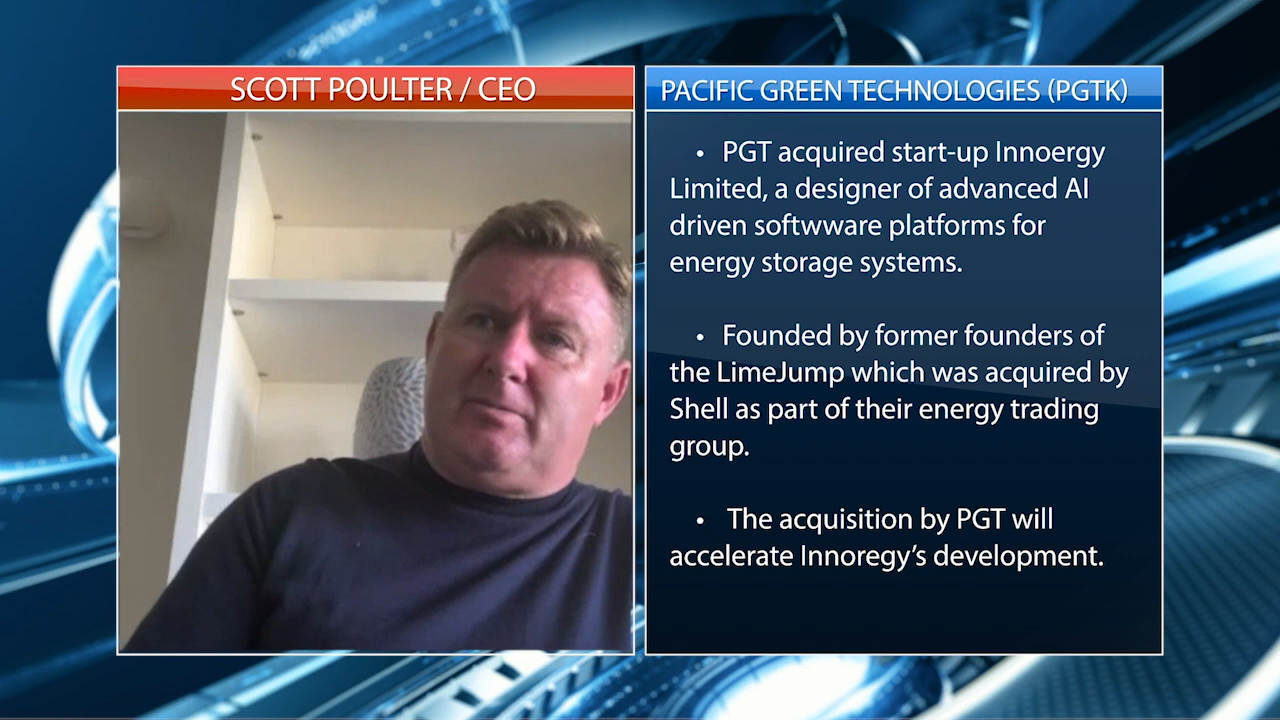 SCOTT POULTER / CEO
PACIFIC GREEN TECHNOLOGIES (PGTK)
• PGT acquired start-up Innoergy
Limited, a designer of advanced AI
driven softwware platforms for
energy storage systems.
• Founded by former founders of
the LimeJump which was acquired by
Shell as part of their energy trading
group.
• The acquisition by PGT will
accelerate Innoregy's development.